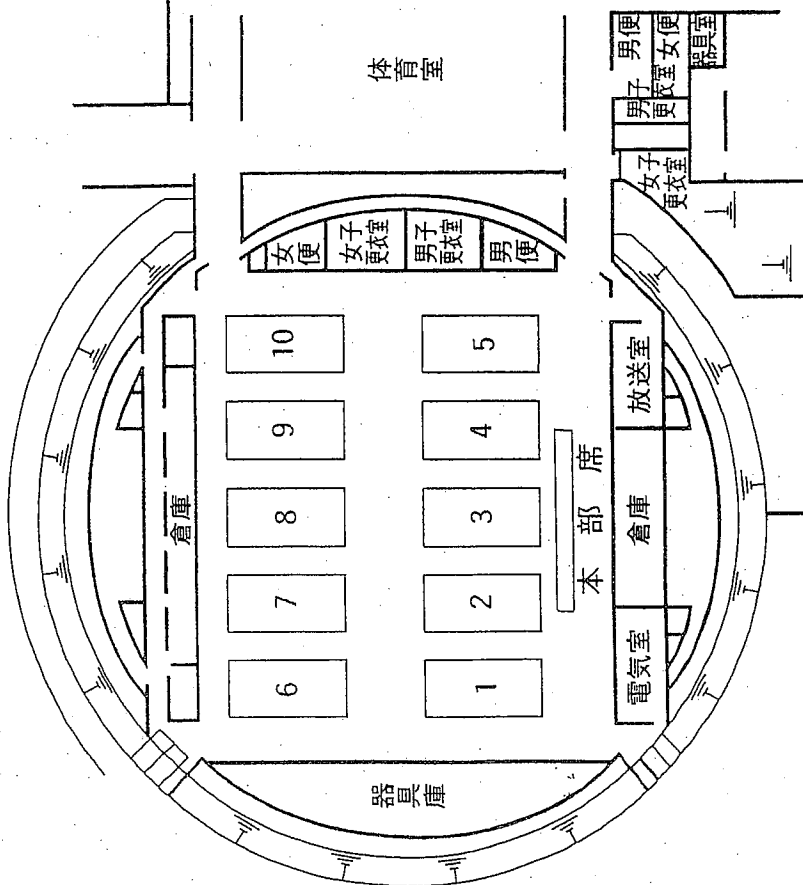 体育室
男便
女便
器具室
男子
更衣室
女子
更衣室
女便
女子
更衣室
男子
更衣室
男便
10
9
8
7
6
5
4
3
2
1
倉庫
本部席
放送室
倉庫
電気室
器具庫